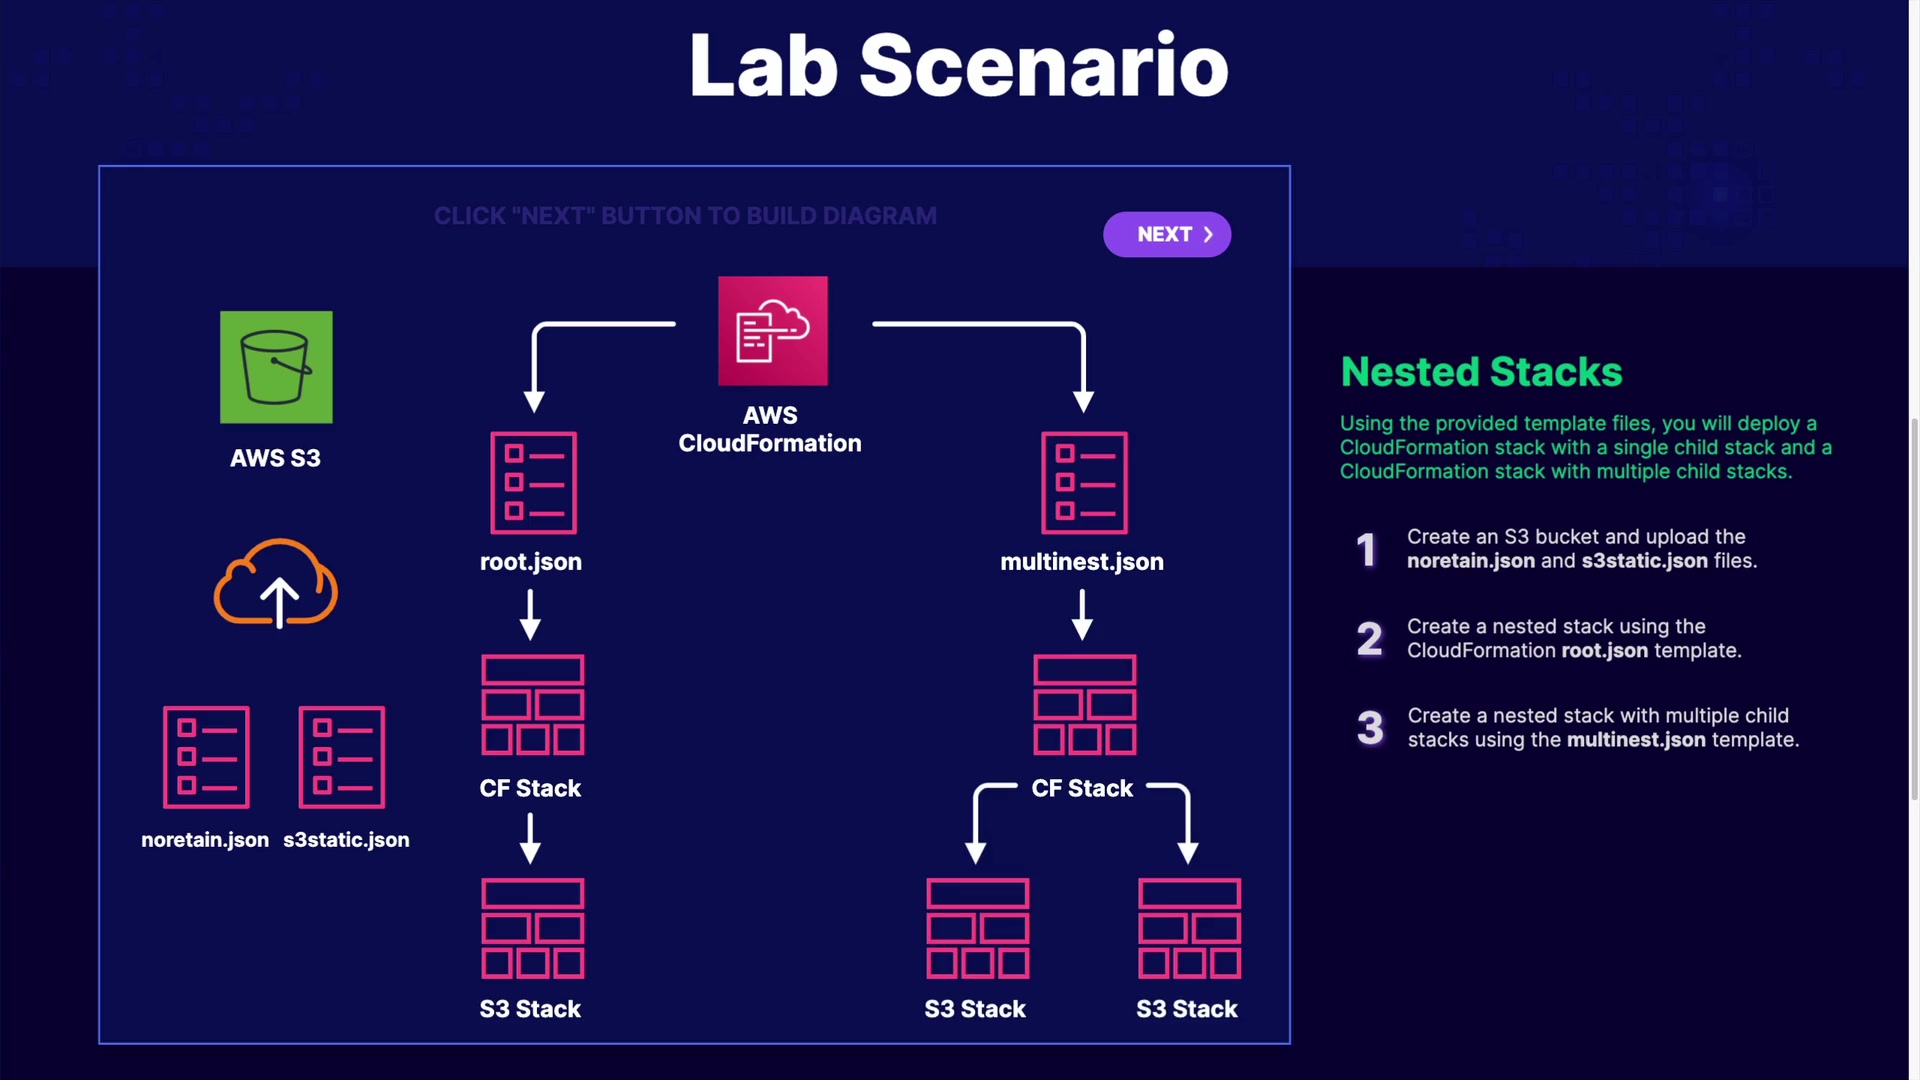 Lab Scenario
CLICK "NEXT" BUTTON TO BUILD DIAGRAM
NEXT
AWS S3
noretain.json
s3static.json
AWS
CloudFormation
root.json
CF Stack
S3 Stack
multinest.json
CF Stack
S3 Stack
S3 Stack
Nested Stacks
Using the provided template files, you will deploy a
CloudFormation stack with a single child stack and a
CloudFormation stack with multiple child stacks.
1
Create an S3 bucket and upload the
noretain.json and s3static.json files.
2
Create a nested stack using the
CloudFormation root.json template.
3
Create a nested stack with multiple child
stacks using the multinest.json template.